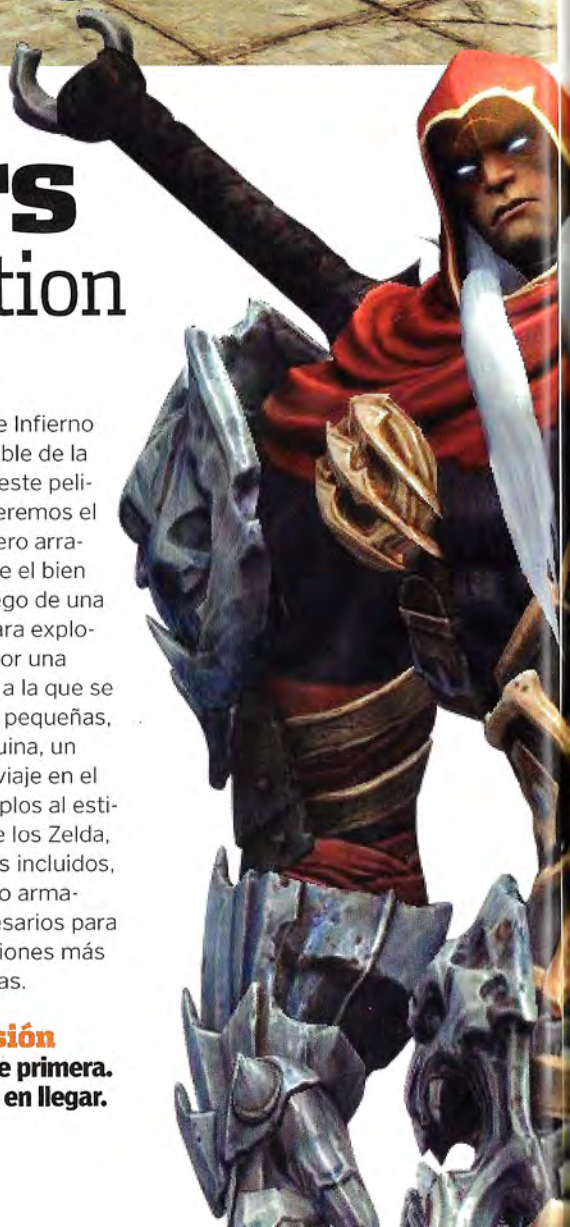 rs
tion
e Infierno
ble de la
este peli-
eremos el
ero arra-
e el bien
ego de una
ara explo-
or una
a la que se
pequeñas,
uina, un
viaje en el
plos al esti-
e los Zelda,
s incluidos,
o arma-
esarios para
iones más
as.
sión
e primera.
en llegar.